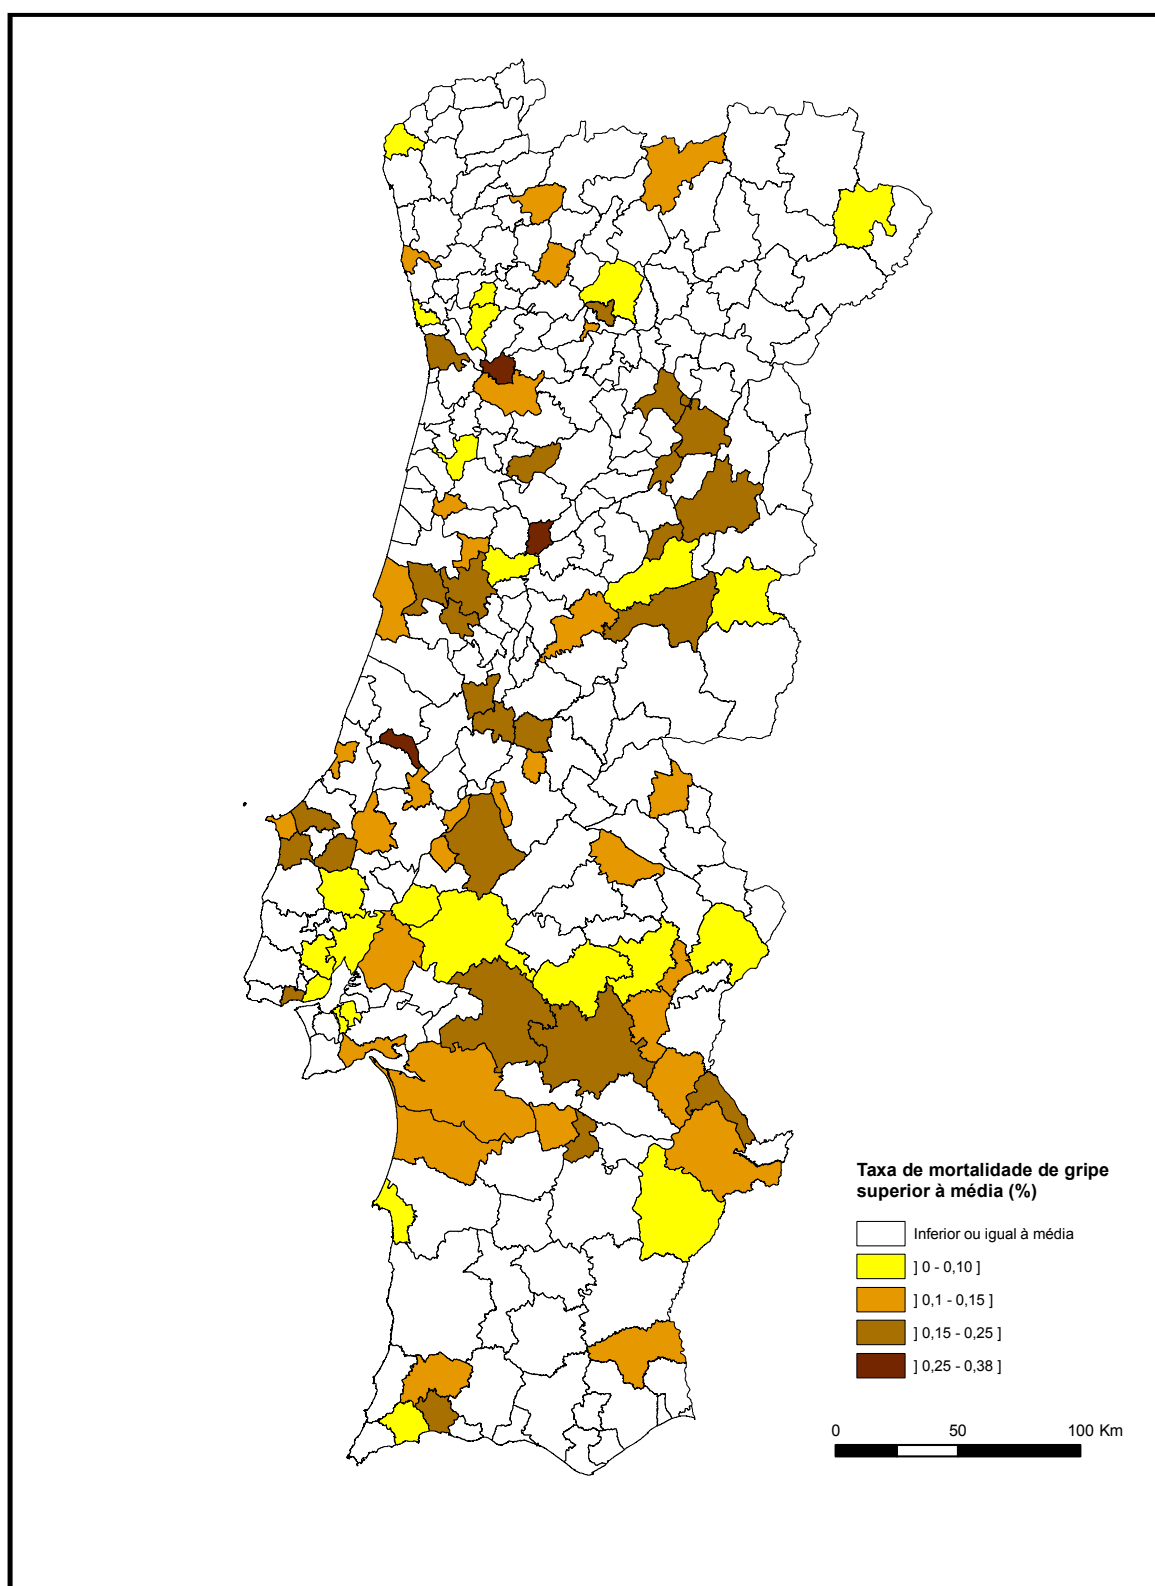 Taxa de mortalidade de gripe
superior à média (%)
Inferior ou igual à média
] 0 - 0,10 ]
] 0,1 - 0,15 ]
] 0,15 - 0,25 ]
] 0,25 - 0,38 ]
0 50 100 Km